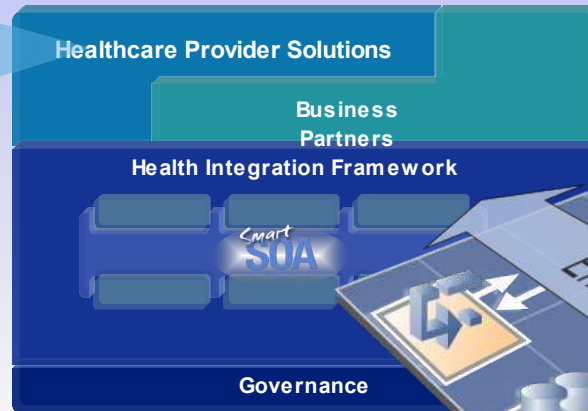 Healthcare Provider Solutions
Business
Partners
Health Integration Framework
Smart
SOA
Governance